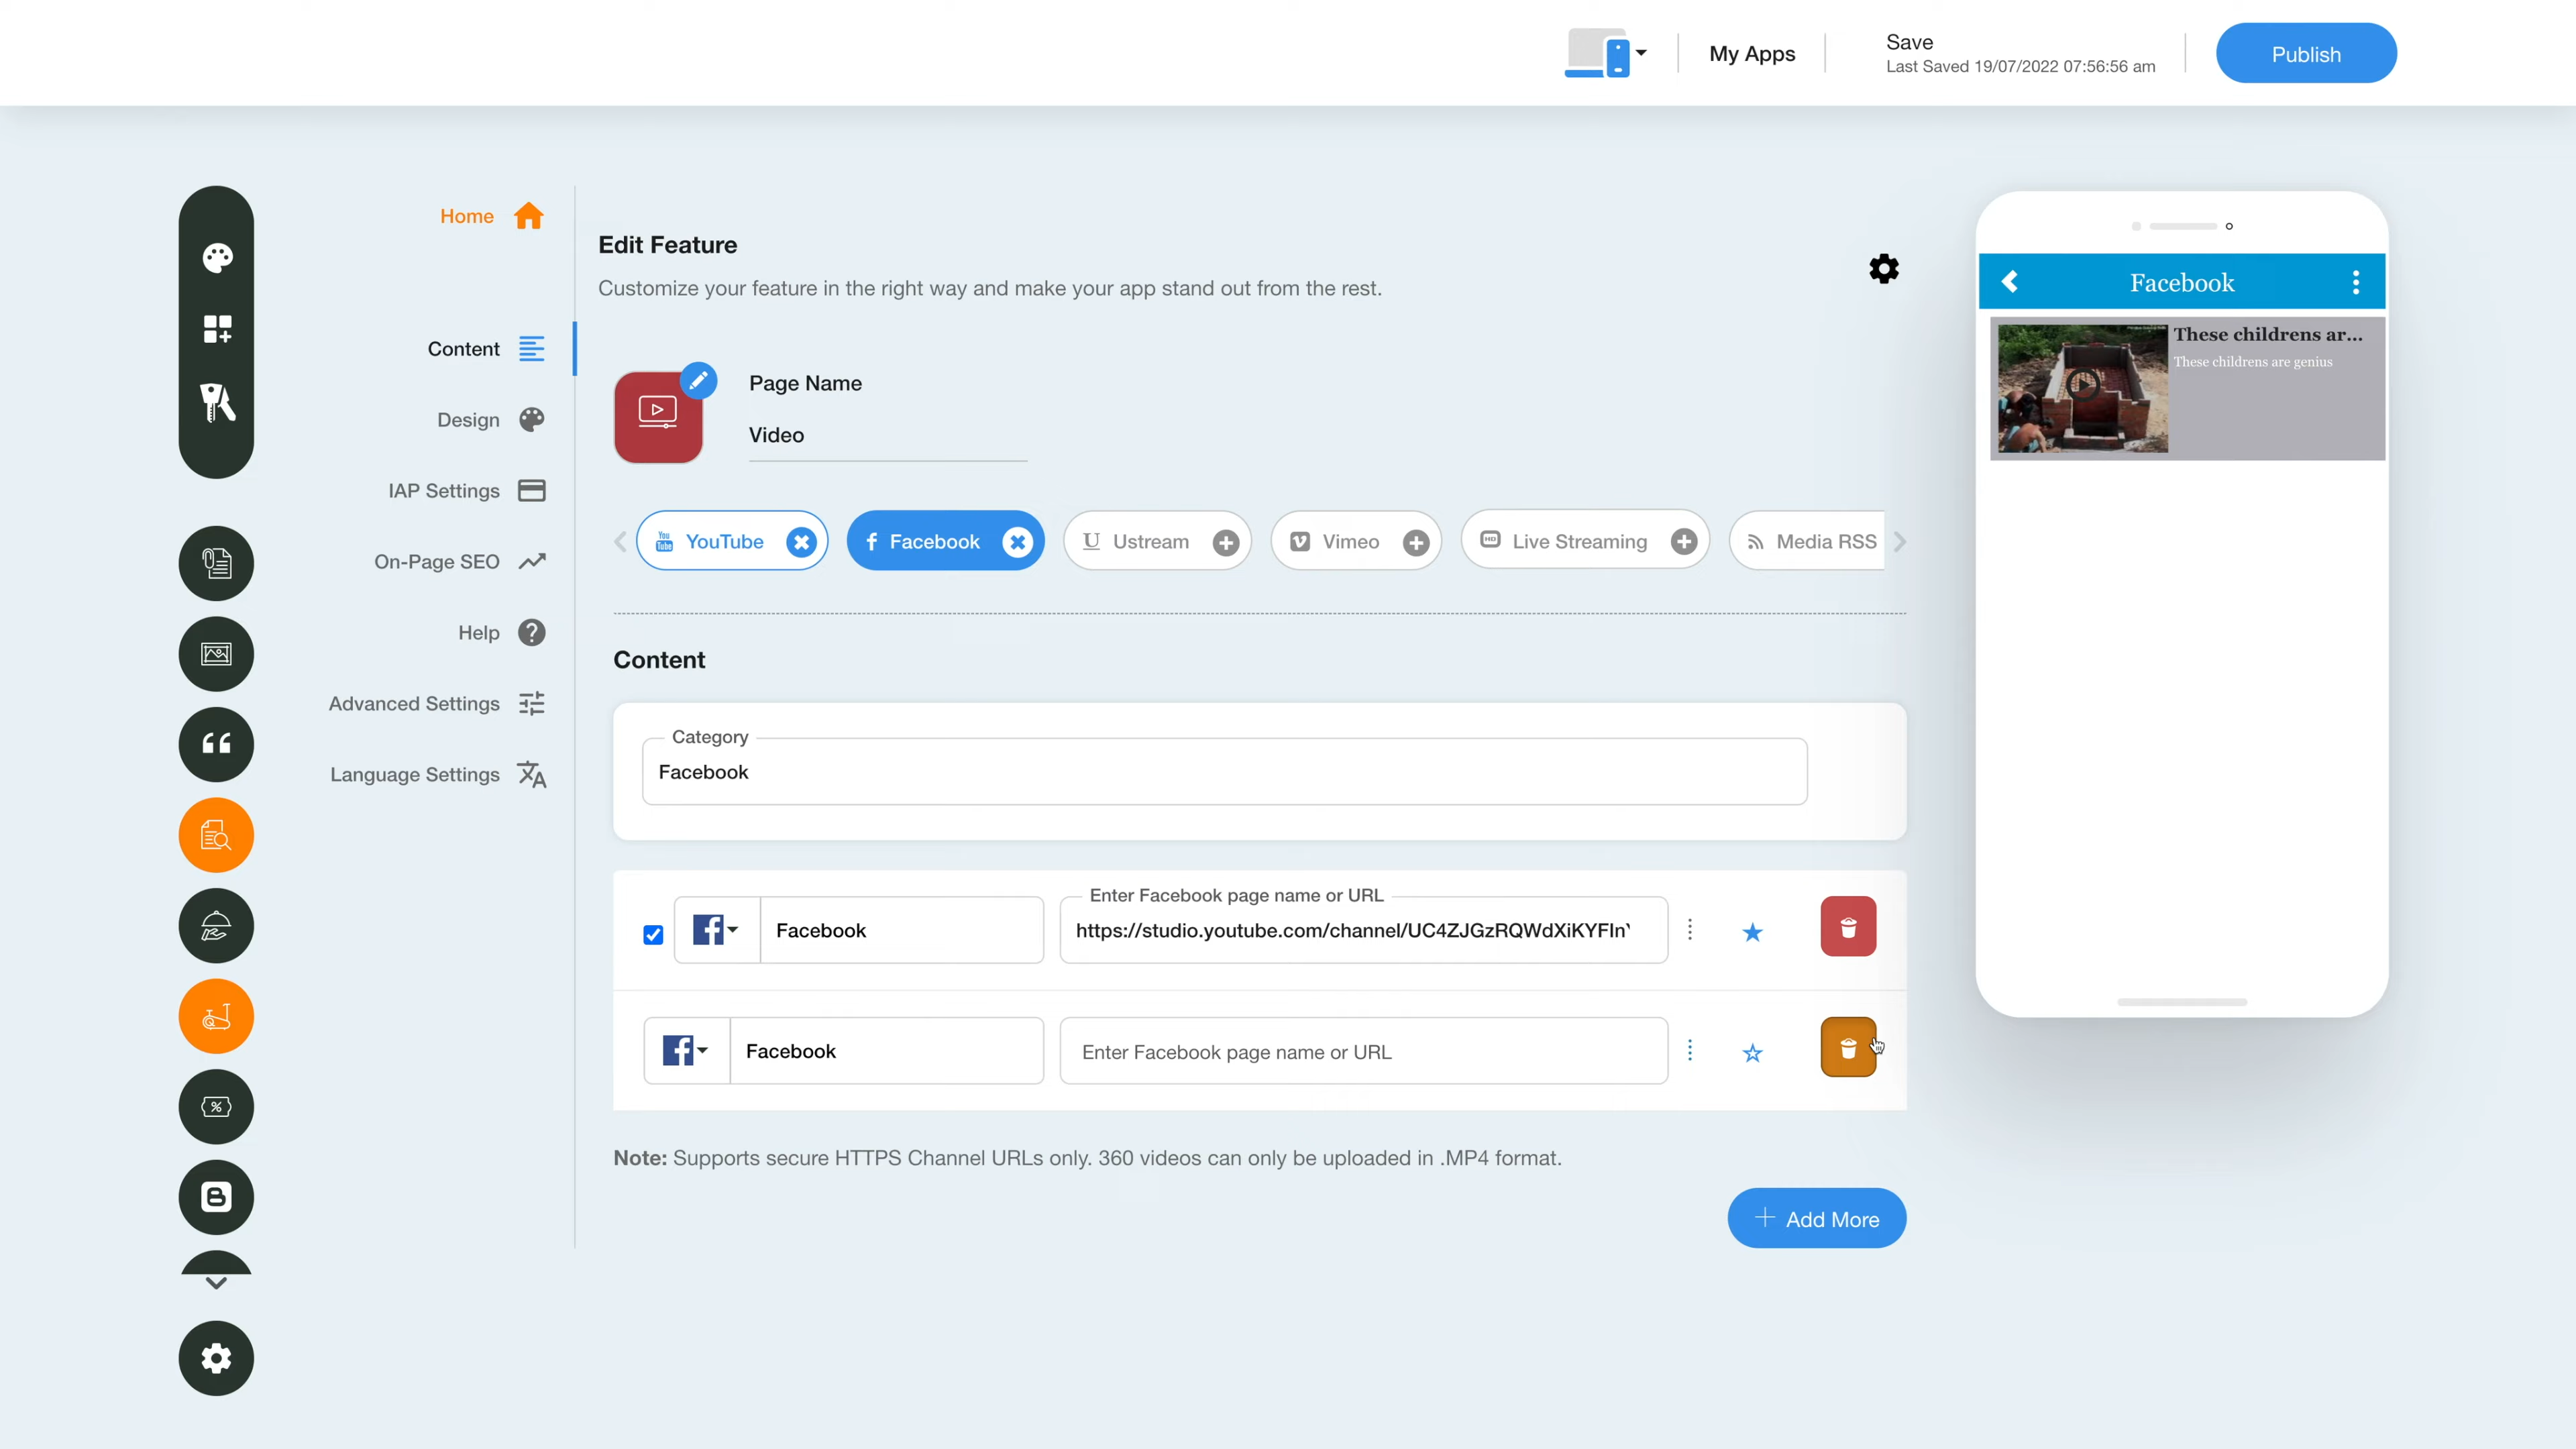 My Apps
Save
Last Saved 19/07/2022 07:56:56 am
Publish
Home
Content
Design
IAP Settings
On-Page SEO
Help
Advanced Settings
Language Settings
Edit Feature
Customize your feature in the right way and make your app stand out from the rest.
Page Name
Video
You Tube YouTube
Facebook
U Ustream
Vimeo
HD Live Streaming
Media RSS
Content
Category
Facebook
Facebook
Enter Facebook page name or URL
https://studio.youtube.com/channel/UC4ZJGzRQWdXiKYFIn
Facebook
Enter Facebook page name or URL
Note: Supports secure HTTPS Channel URLs only. 360 videos can only be uploaded in .MP4 format.
Add More
Facebook
These childrens ar...
These childrens are genius